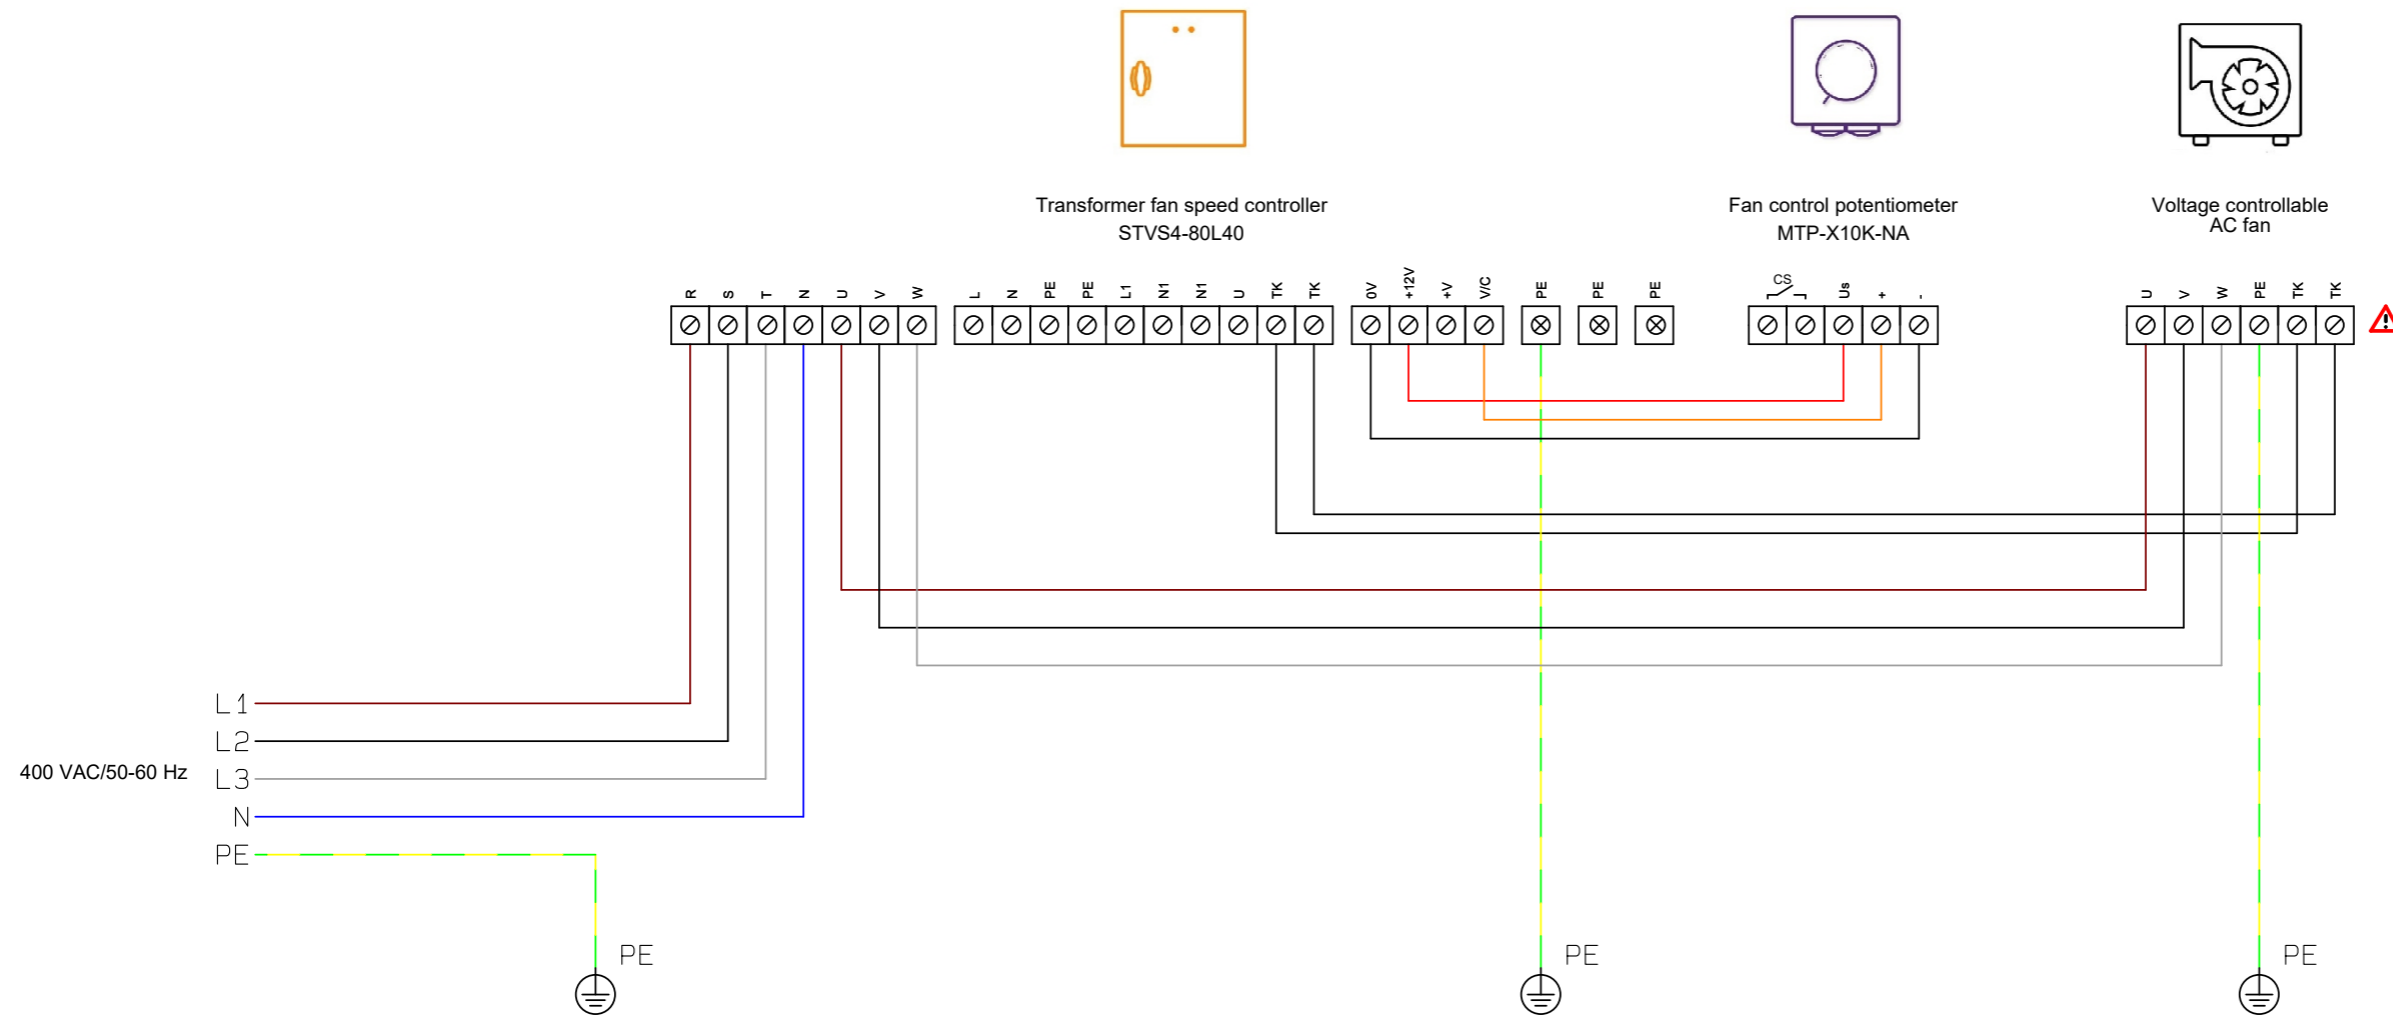 Transformer fan speed controller
STVS4-80L40
Fan control potentiometer
MTP-X10K-NA
Voltage controllable
AC fan
R S T N U V W
L N PE PE L1 N1 N1 U TK TK
0V +12V +V V/C
PE PE PE
CS Us + -
U V W PE TK TK
L1
L2
400 VAC/50-60 Hz
L3
N
PE
PE
PE
PE